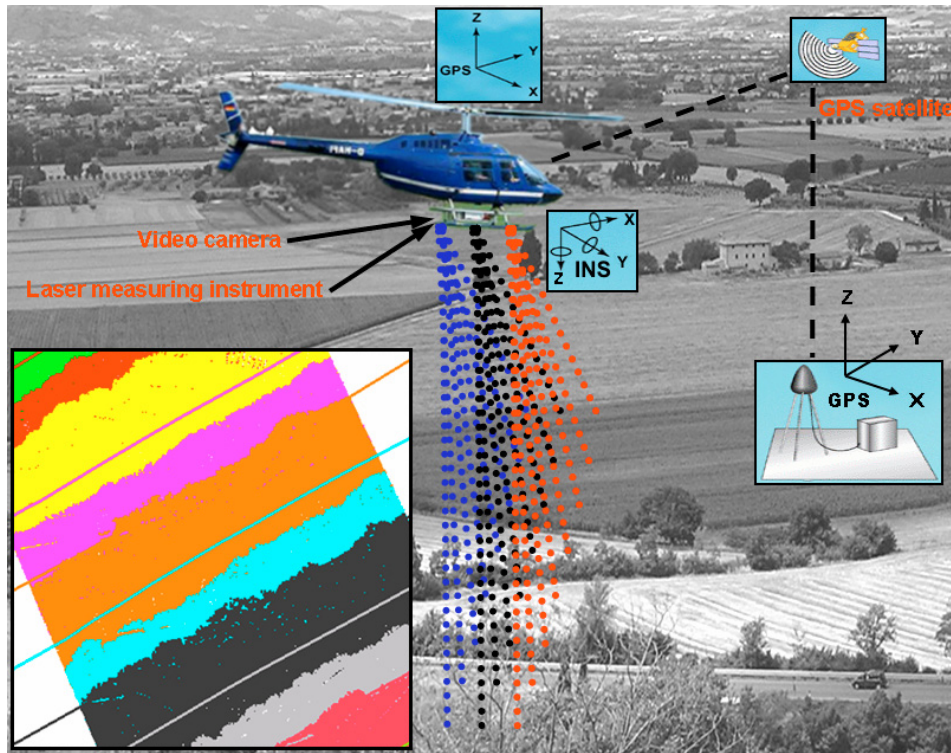 Z
Y
GPS
X
GPS satellite
Video camera
X
Y
INS
Z
Laser measuring instrument
Z
Y
X
GPS